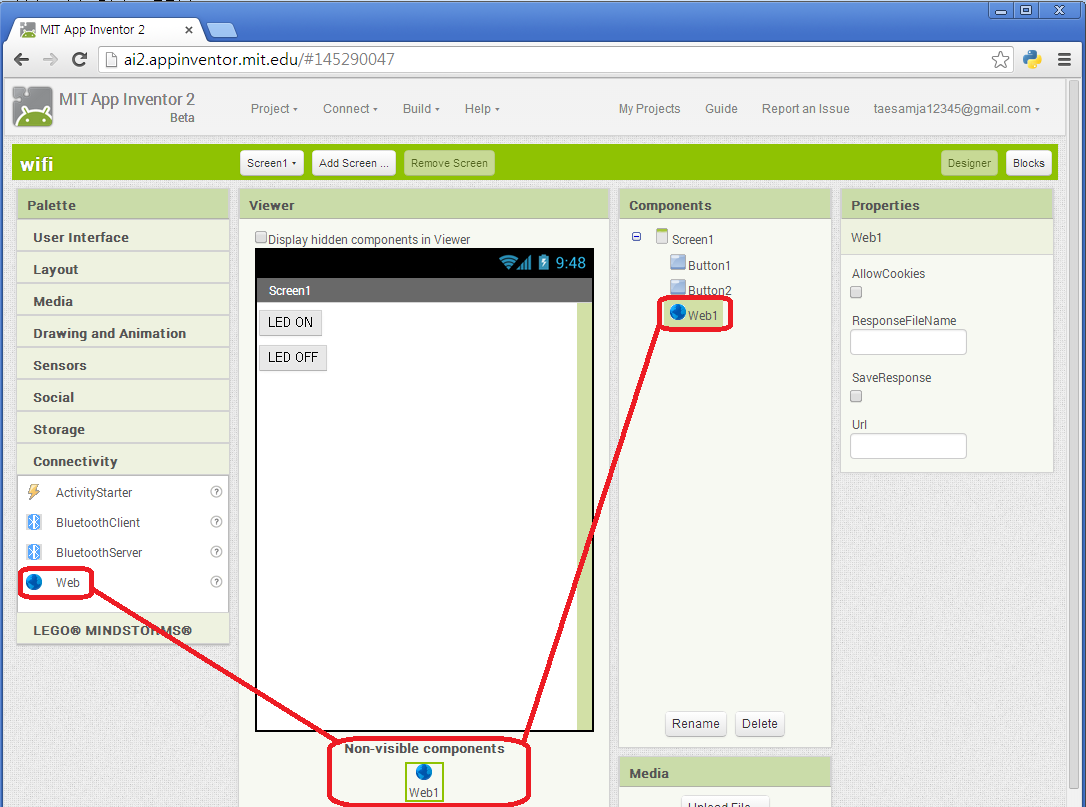 MIT App Inventor 2
ai2.appinventor.mit.edu/#145290047
MIT App Inventor 2
Beta
Project Connect Build Help My Projects Guide Report an Issue taesamja12345@gmail.com
wifi Screen1 Add Screen ... Remove Screen Designer Blocks
Palette
User Interface
Layout
Media
Drawing and Animation
Sensors
Social
Storage
Connectivity
ActivityStarter
BluetoothClient
BluetoothServer
Web
LEGO® MINDSTORMS®
Viewer
Display hidden components in Viewer
9:48
Screen1
LED ON
LED OFF
Non-visible components
Web1
Components
Screen1
Button1
Button2
Web1
Rename Delete
Media
Upload File ...
Properties
Web1
AllowCookies
ResponseFileName
SaveResponse
Url